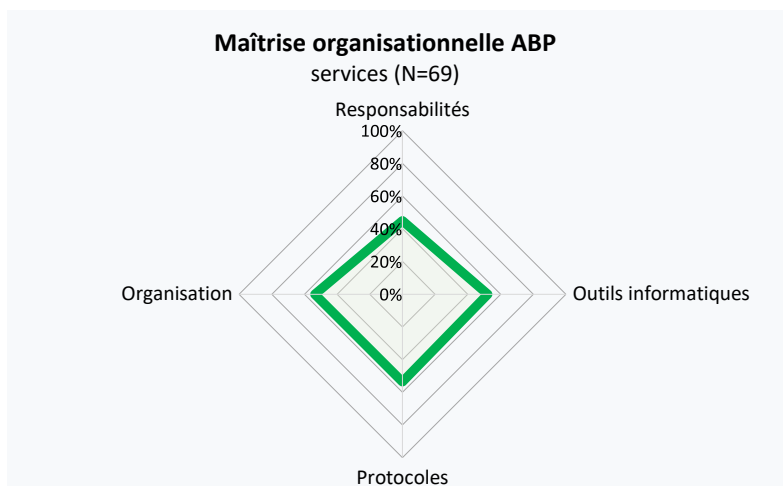 Maîtrise organisationnelle ABP
services (N=69)
Responsabilités
100%
80%
60%
40%
20%
0%
Organisation
Outils informatiques
Protocoles